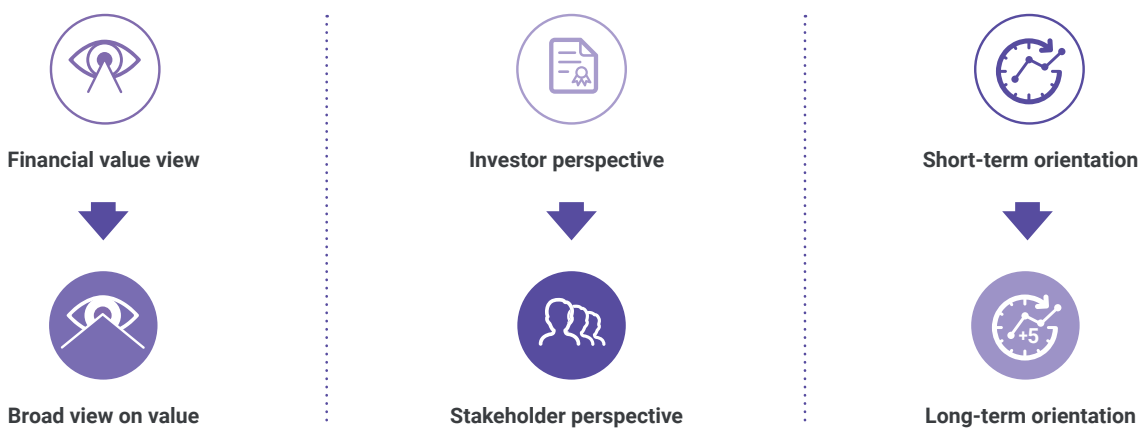 Financial value view
Investor perspective
Short-term orientation
+5
Broad view on value
Stakeholder perspective
Long-term orientation